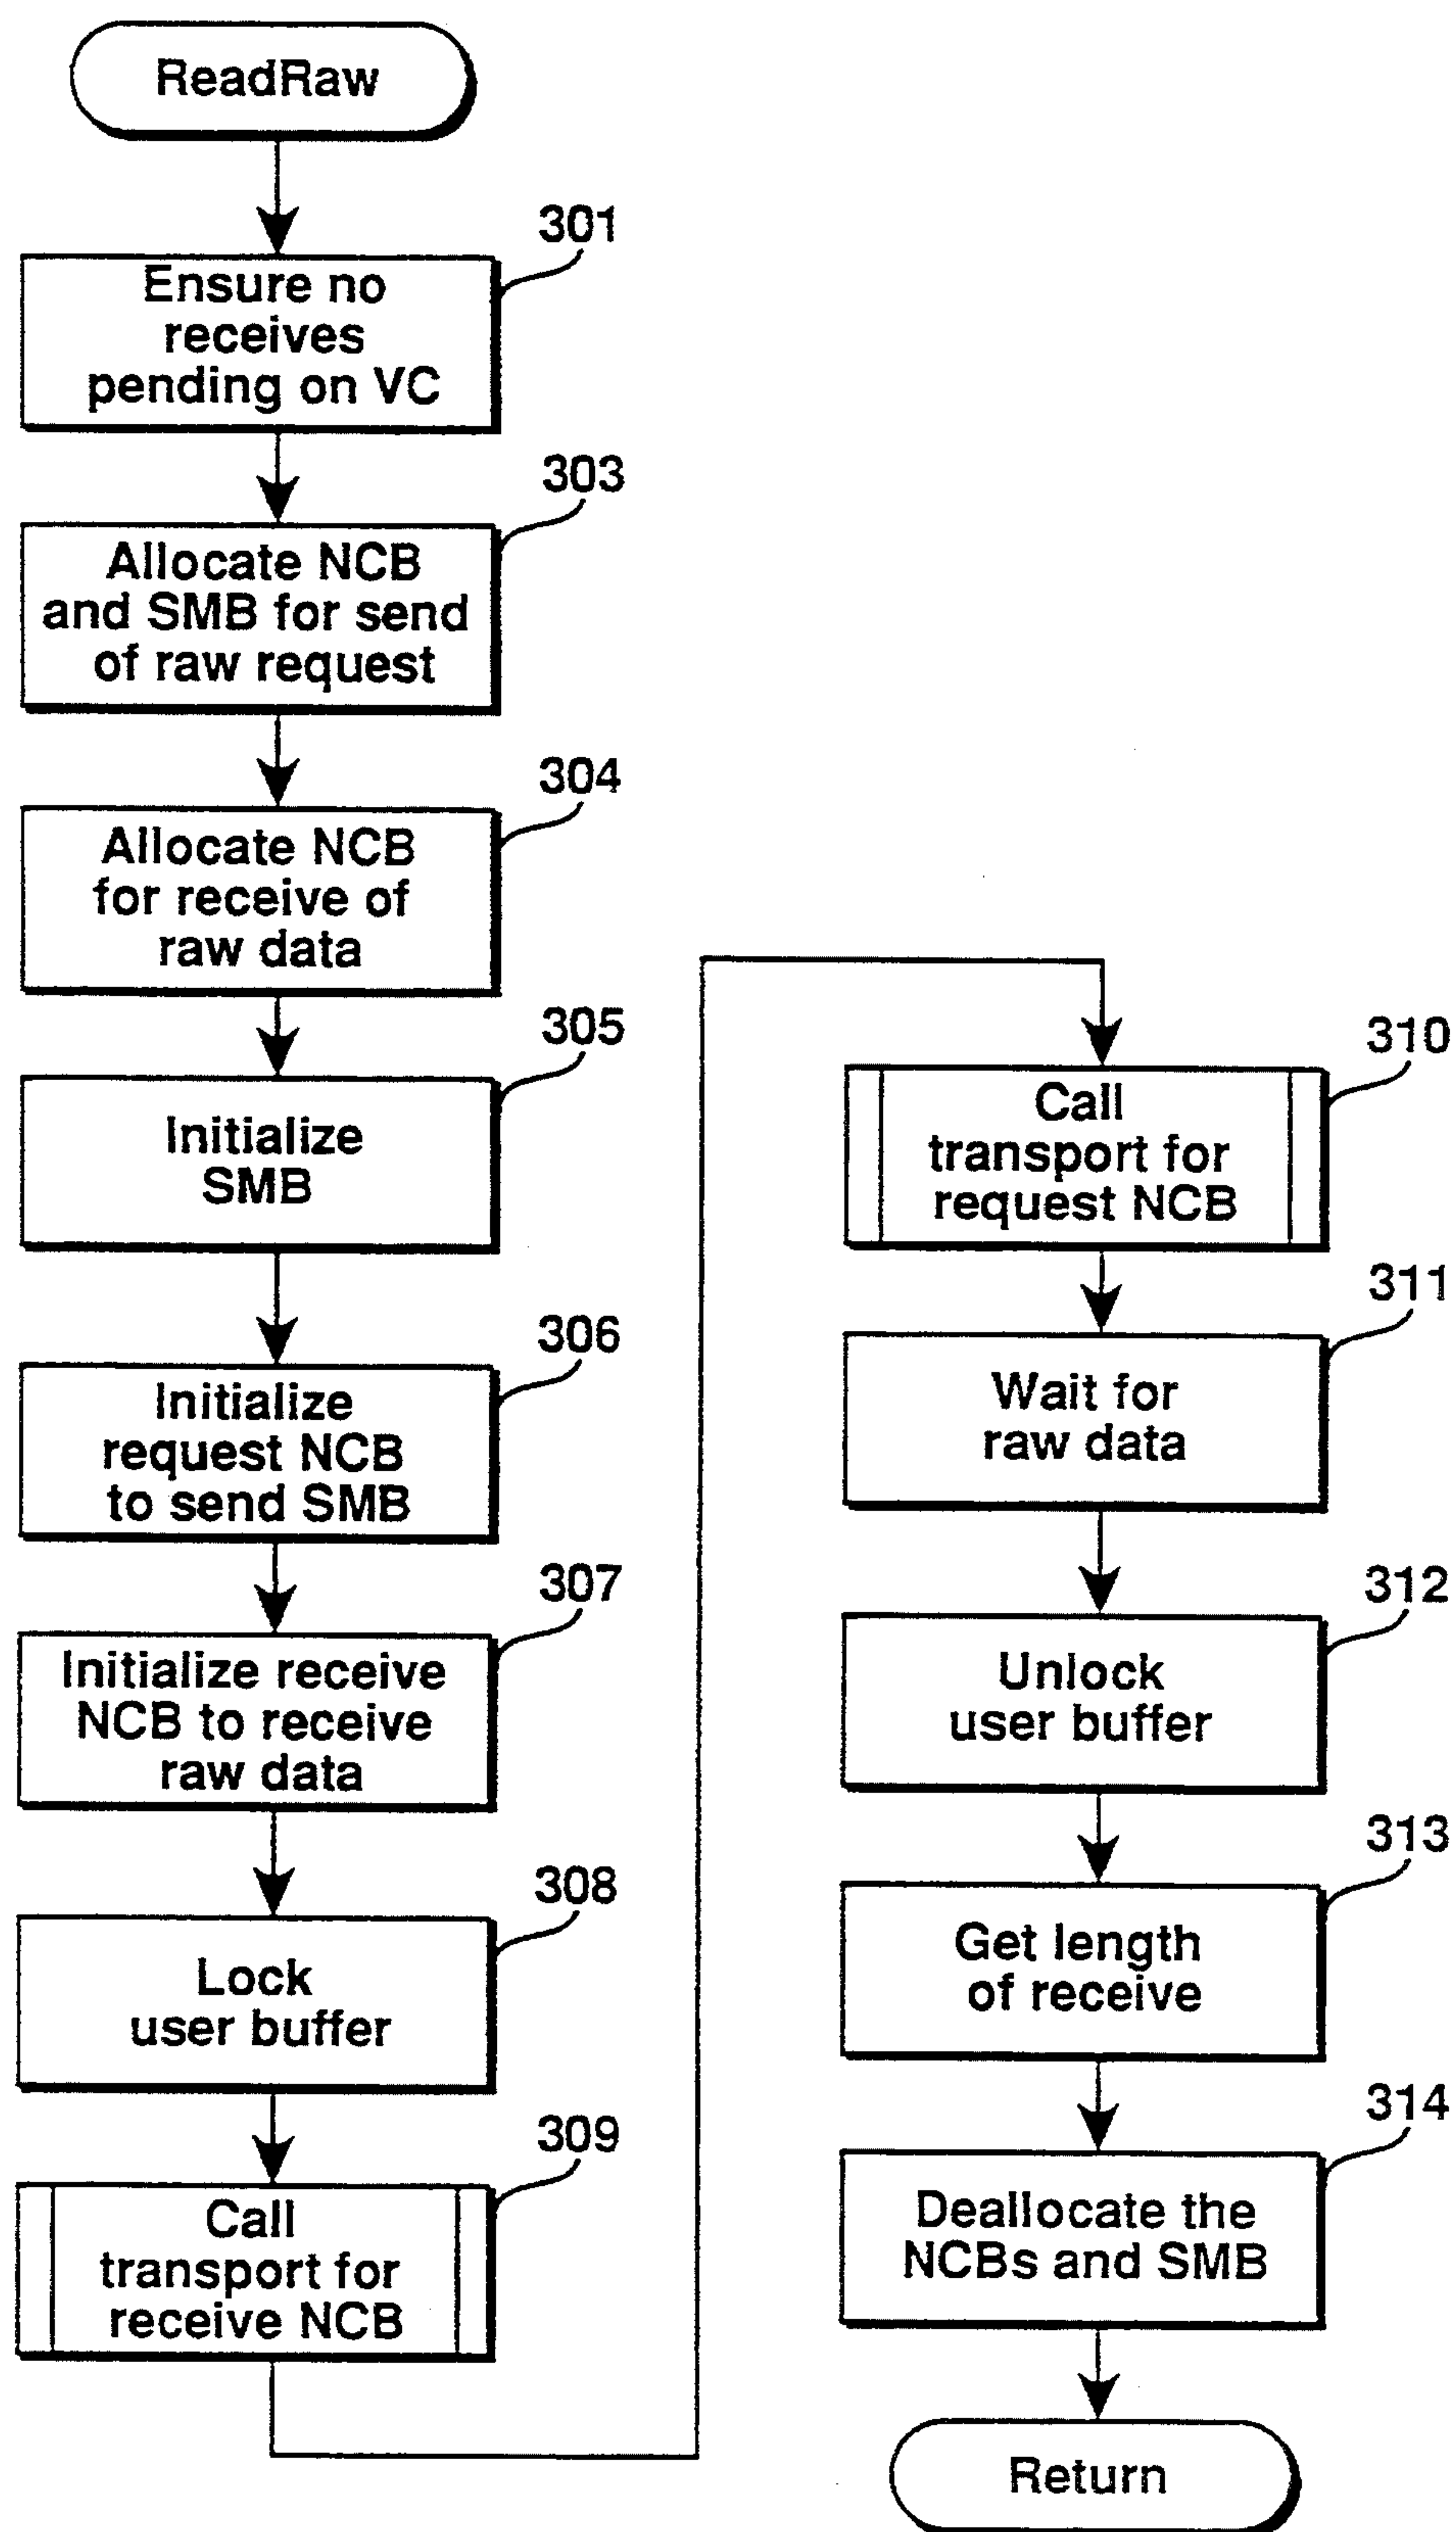 ReadRaw
301
Ensure no
receives
pending on VC
303
Allocate NCB
and SMB for send
of raw request
304
Allocate NCB
for receive of
raw data
305
Initialize
SMB
306
Initialize
request NCB
to send SMB
307
Initialize receive
NCB to receive
raw data
308
Lock
user buffer
309
Call
transport for
receive NCB
310
Call
transport for
request NCB
311
Wait for
raw data
312
Unlock
user buffer
313
Get length
of receive
314
Deallocate the
NCBs and SMB
Return